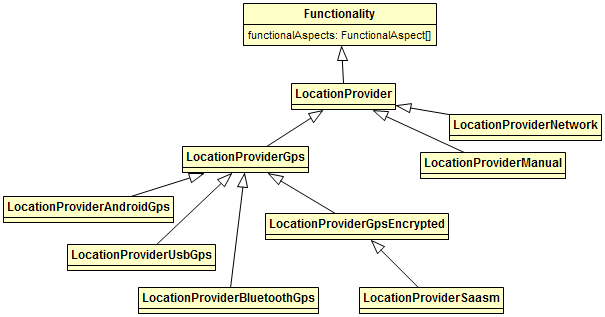 Functionality
functionalAspects: FunctionalAspect[]
LocationProvider
LocationProviderNetwork
LocationProviderGps
LocationProviderManual
LocationProviderAndroidGps
LocationProviderGpsEncrypted
LocationProviderUsbGps
LocationProviderBluetoothGps
LocationProviderSaasm